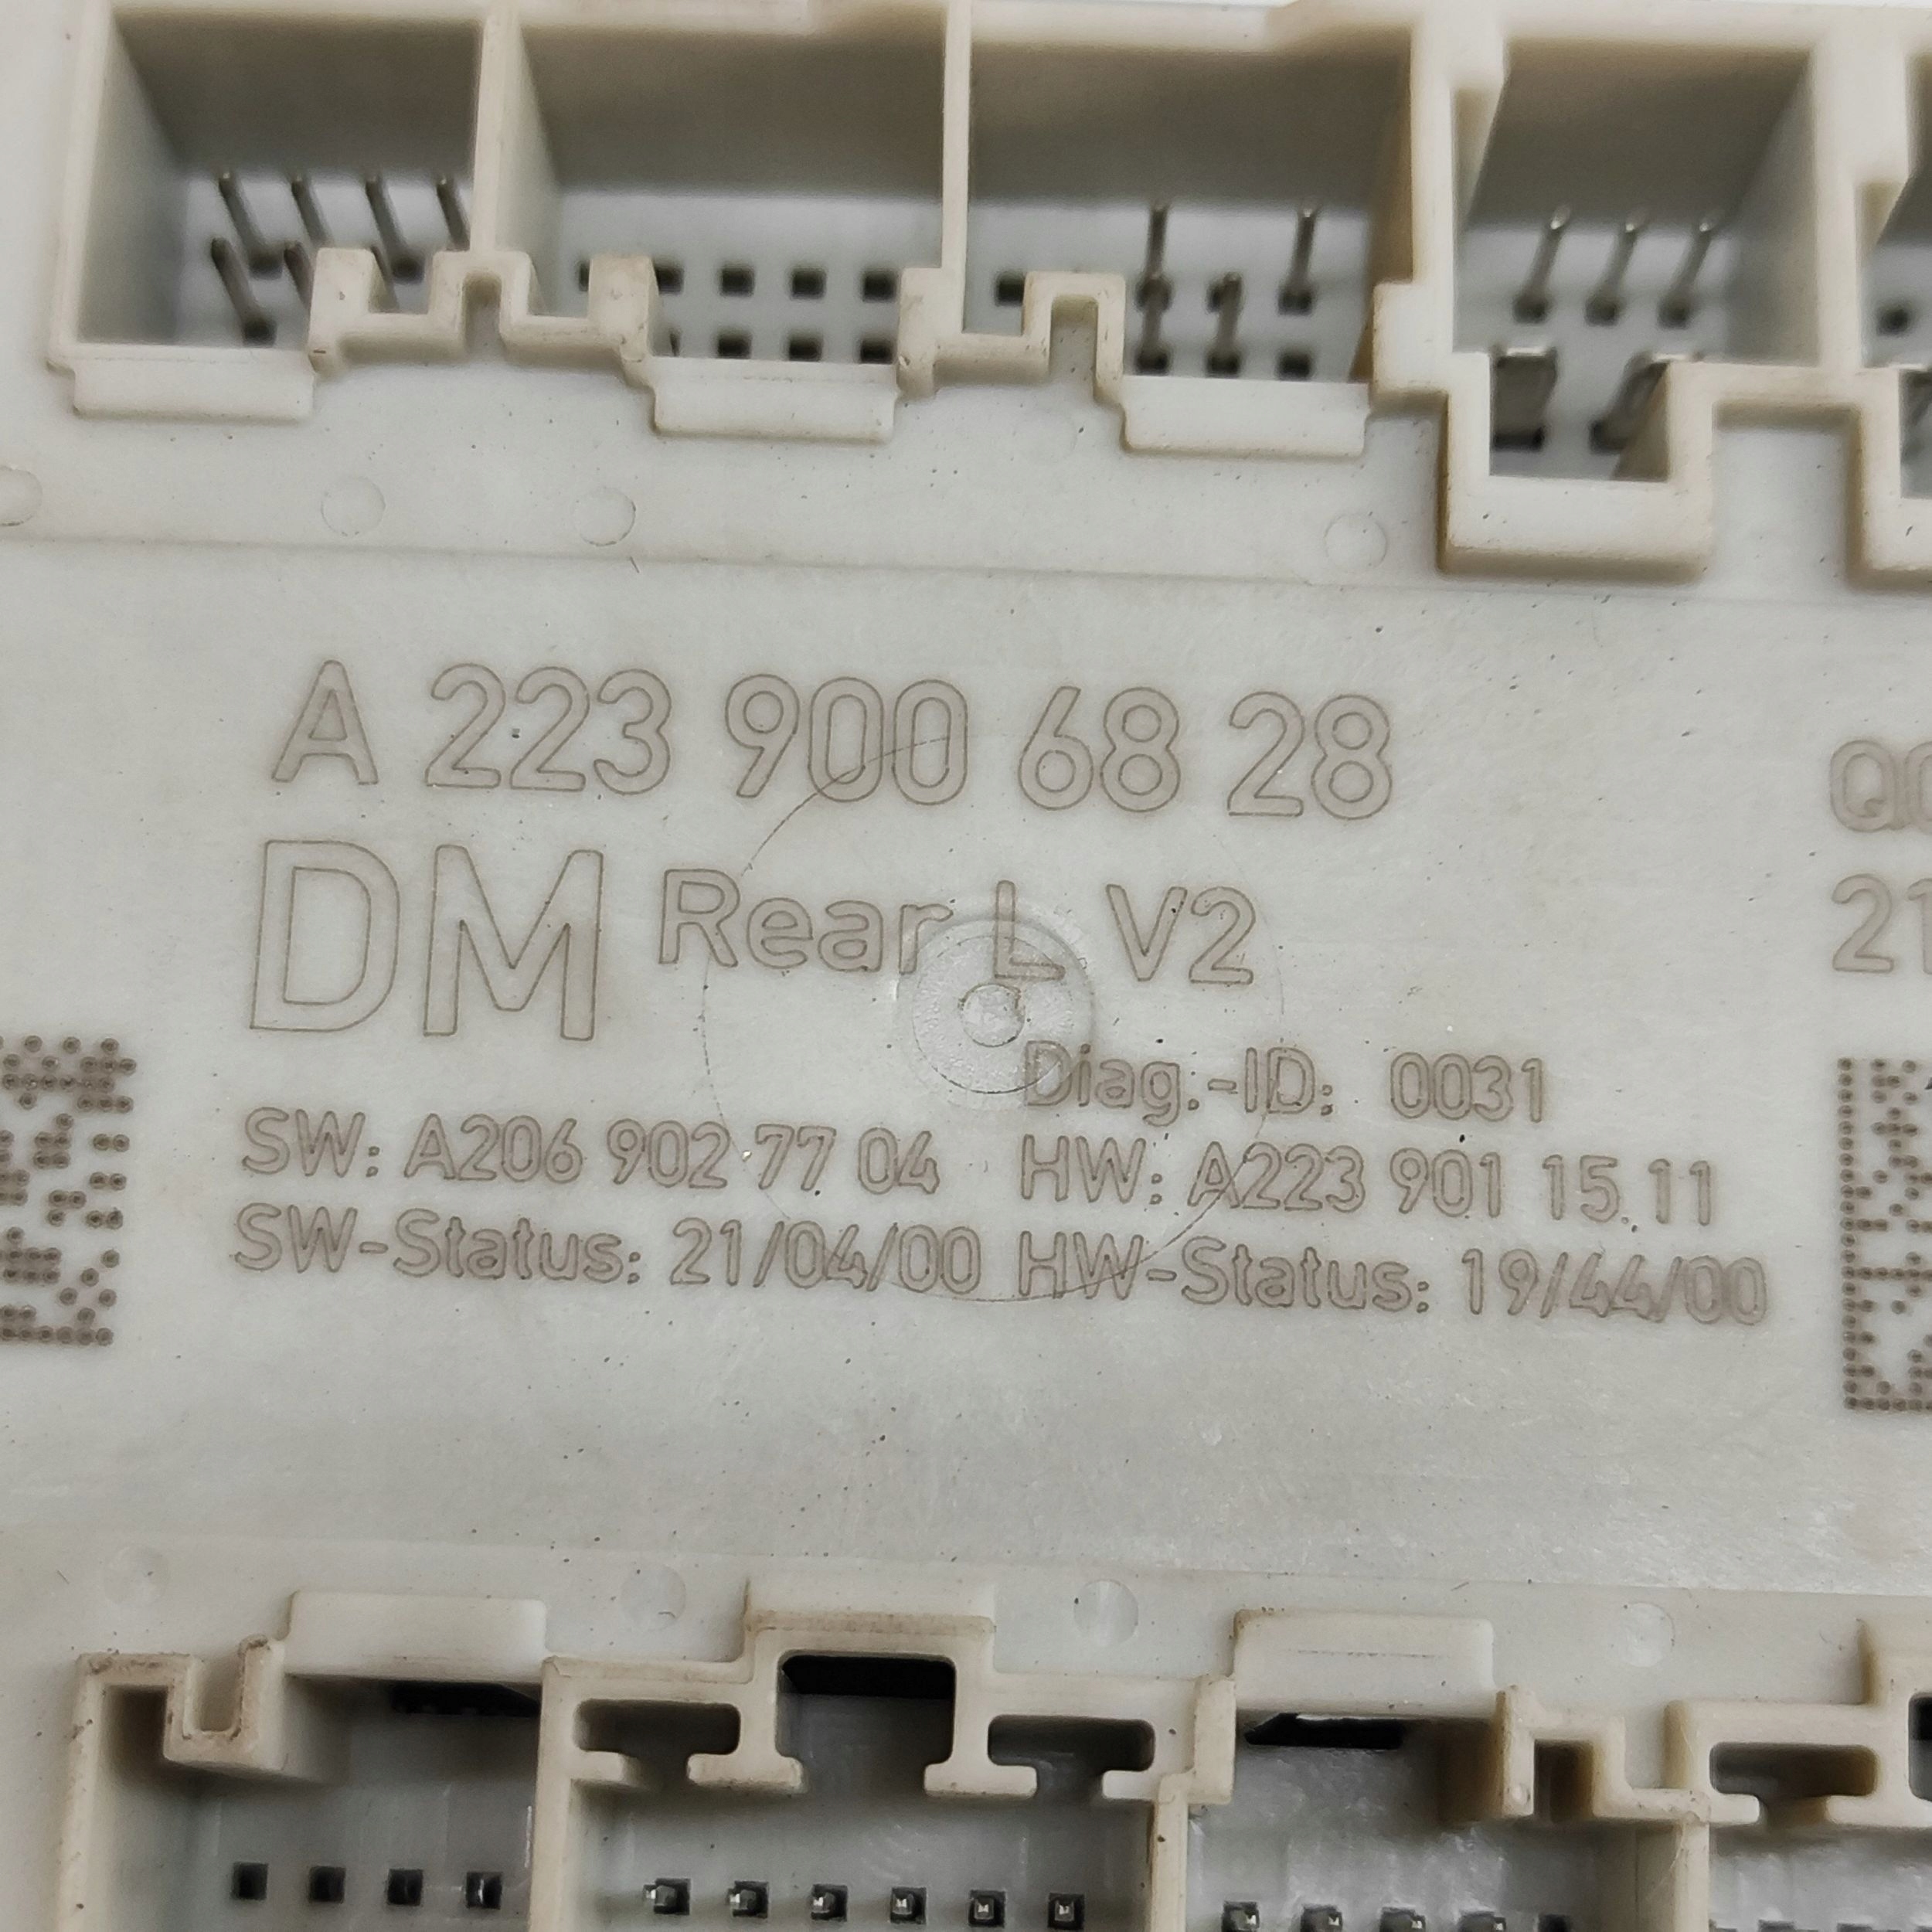 A 223 900 68 28
DM Rear L V2
Diag.-ID: 0031
SW: A206 902 77 04 HW: A223 901 15 11
SW-Status: 21/04/00 HW-Status: 19/44/00
21